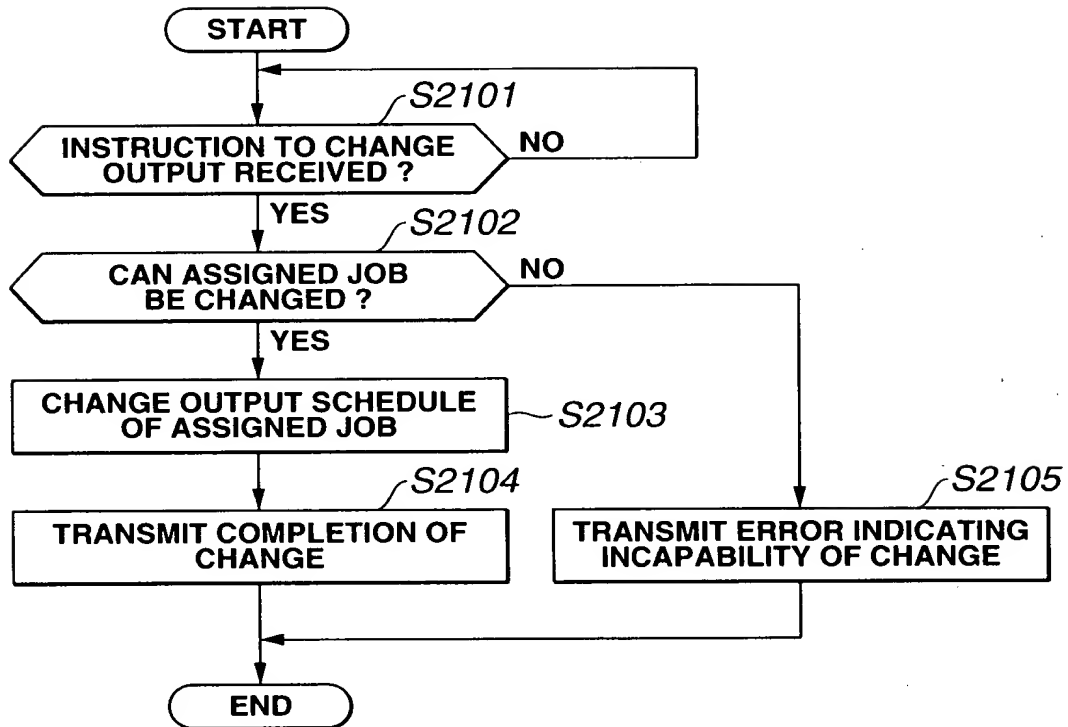 START
S2101
INSTRUCTION TO CHANGE
OUTPUT RECEIVED ?
NO
YES
S2102
CAN ASSIGNED JOB
BE CHANGED ?
NO
YES
CHANGE OUTPUT SCHEDULE
OF ASSIGNED JOB
S2103
S2104
TRANSMIT COMPLETION OF
CHANGE
S2105
TRANSMIT ERROR INDICATING
INCAPABILITY OF CHANGE
END